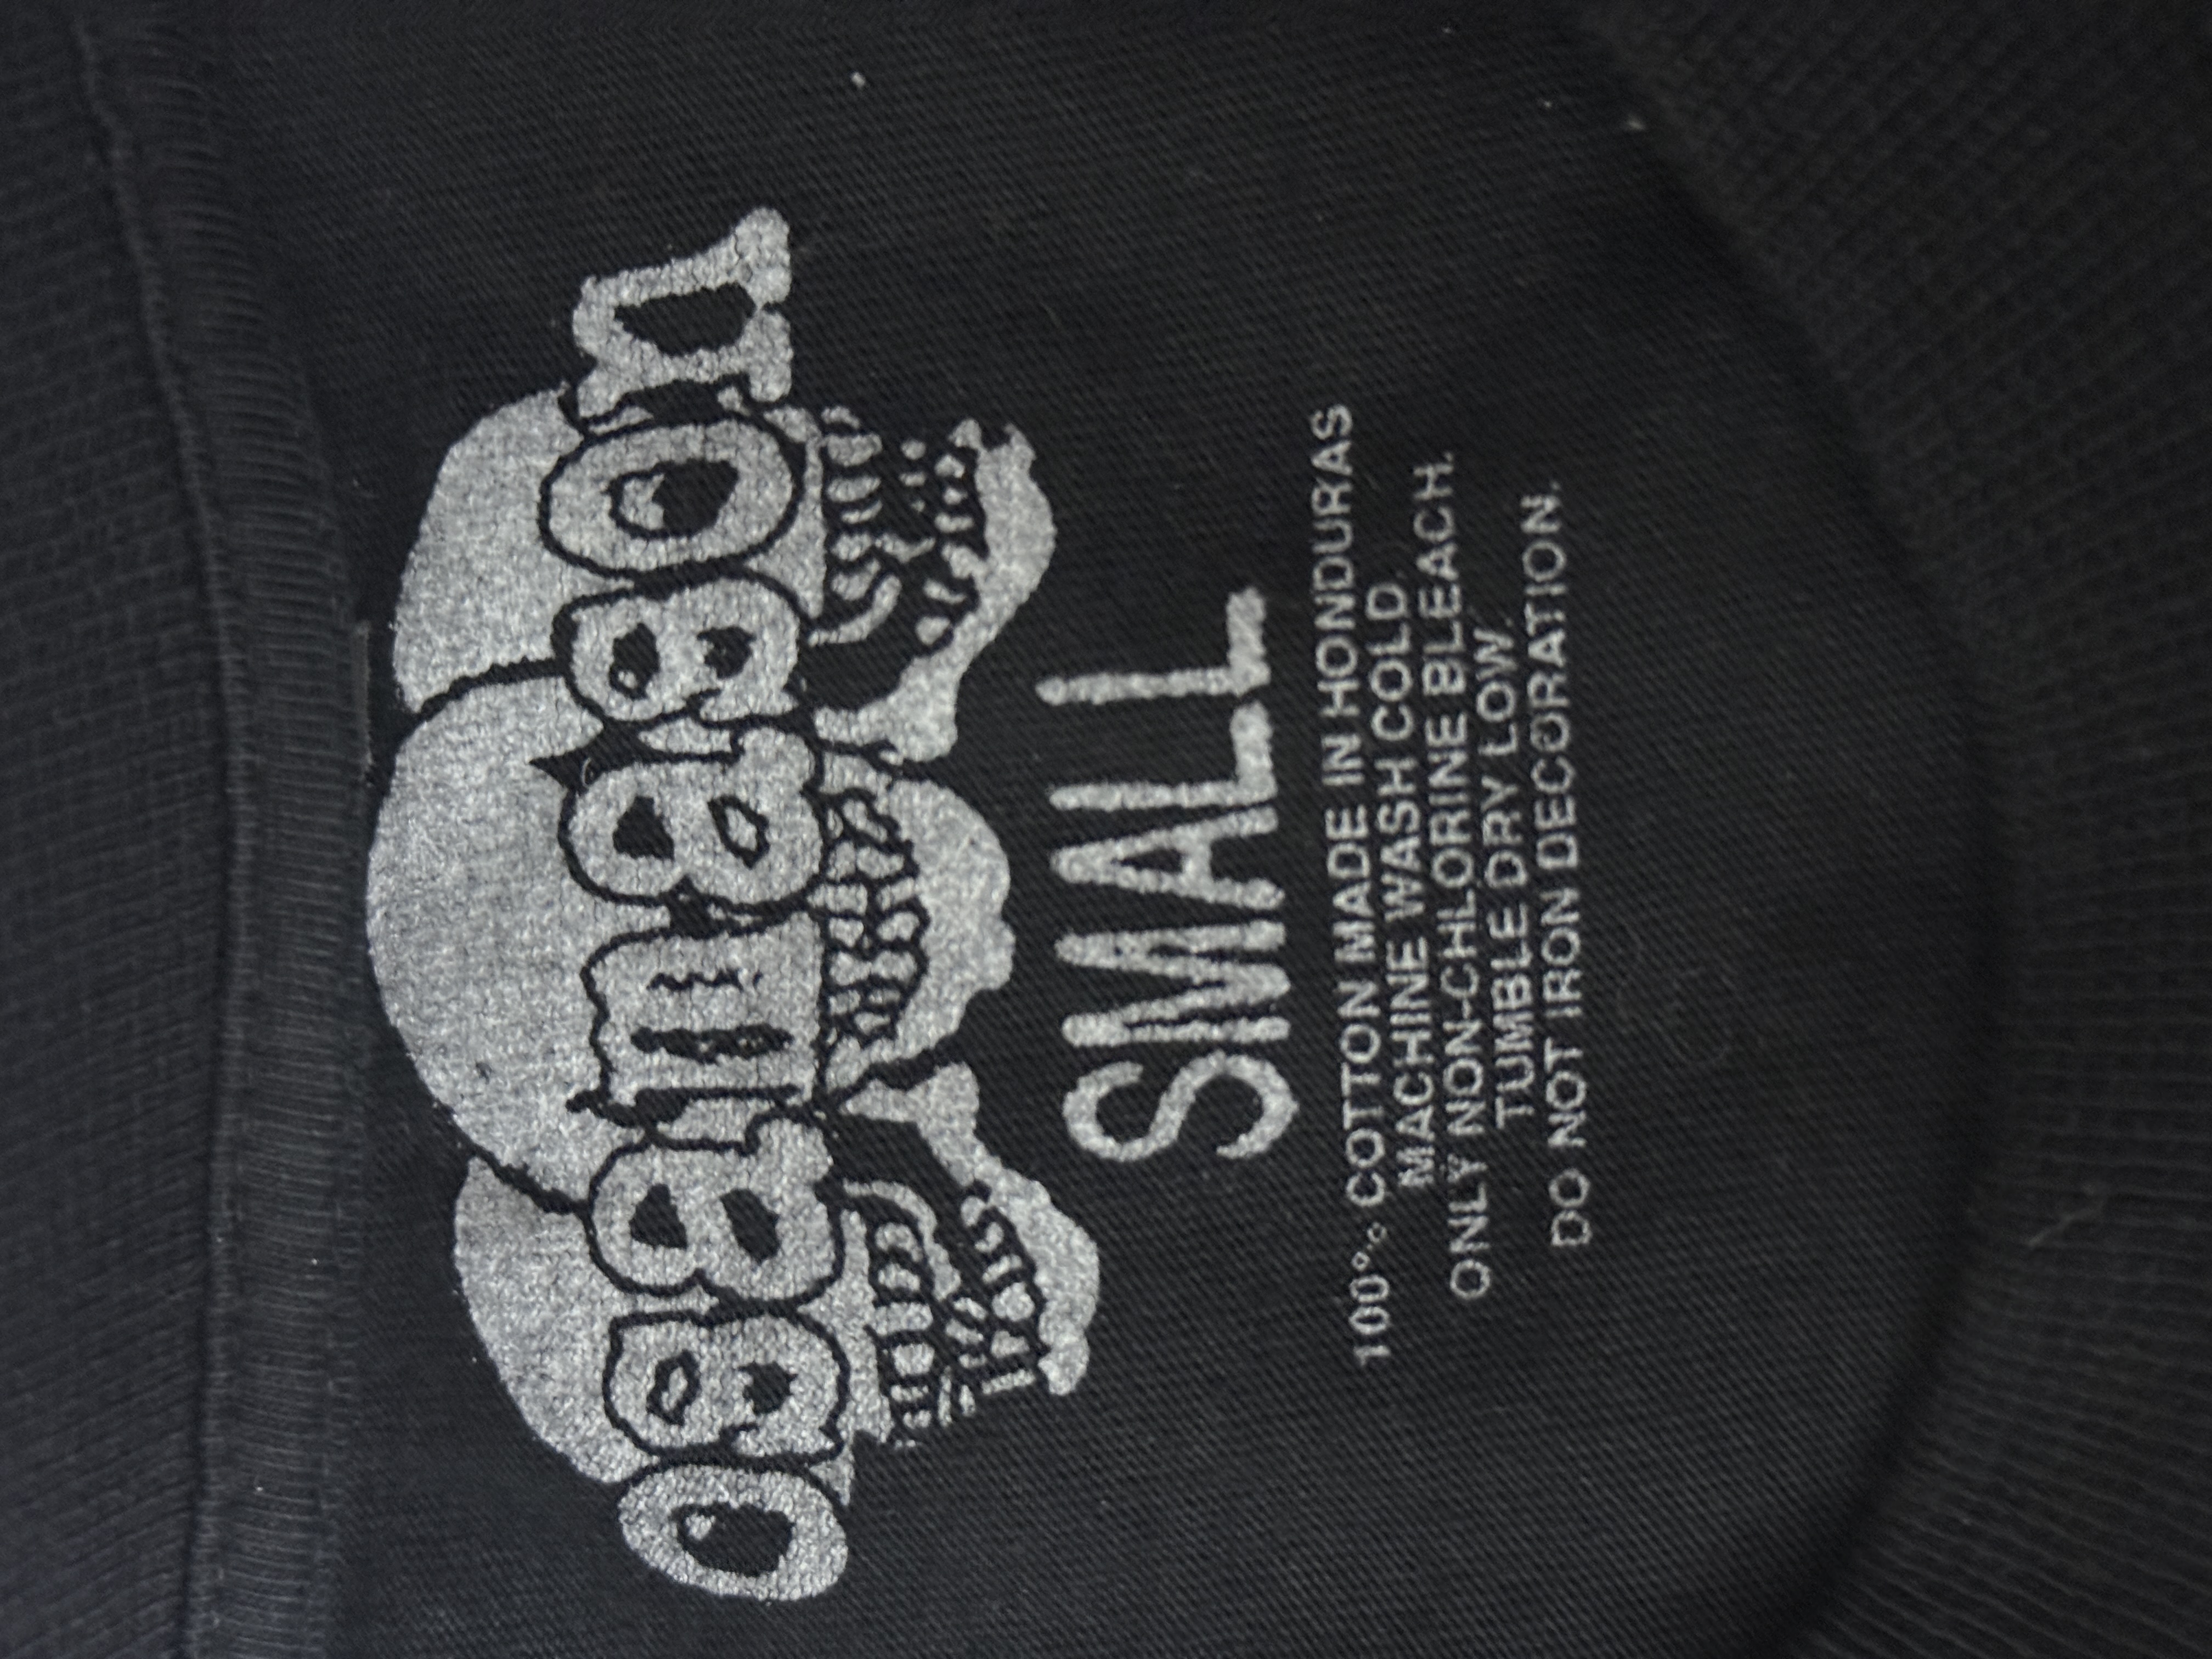 osamason
SMALL
100% COTTON MADE IN HONDURAS
MACHINE WASH COLD.
ONLY NON-CHLORINE BLEACH.
TUMBLE DRY LOW.
DO NOT IRON DECORATION.